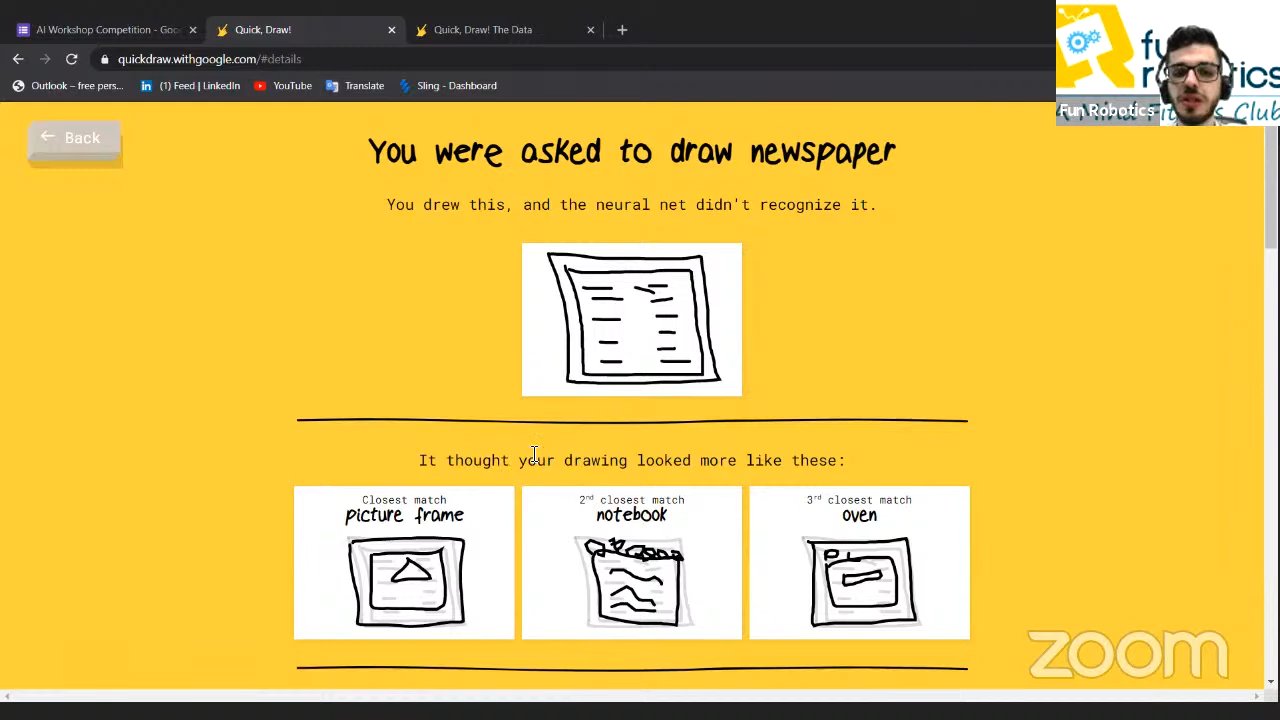 AI Workshop Competition - Goo
Quick, Draw!
Quick, Draw! The Data
quickdraw.withgoogle.com/#details
Outlook – free pers...
(1) Feed | LinkedIn
YouTube
Translate
Sling - Dashboard
Fun Robotics
Back
You were asked to draw newspaper
You drew this, and the neural net didn't recognize it.
It thought your drawing looked more like these:
Closest match
picture frame
2nd closest match
notebook
3rd closest match
oven
zoom